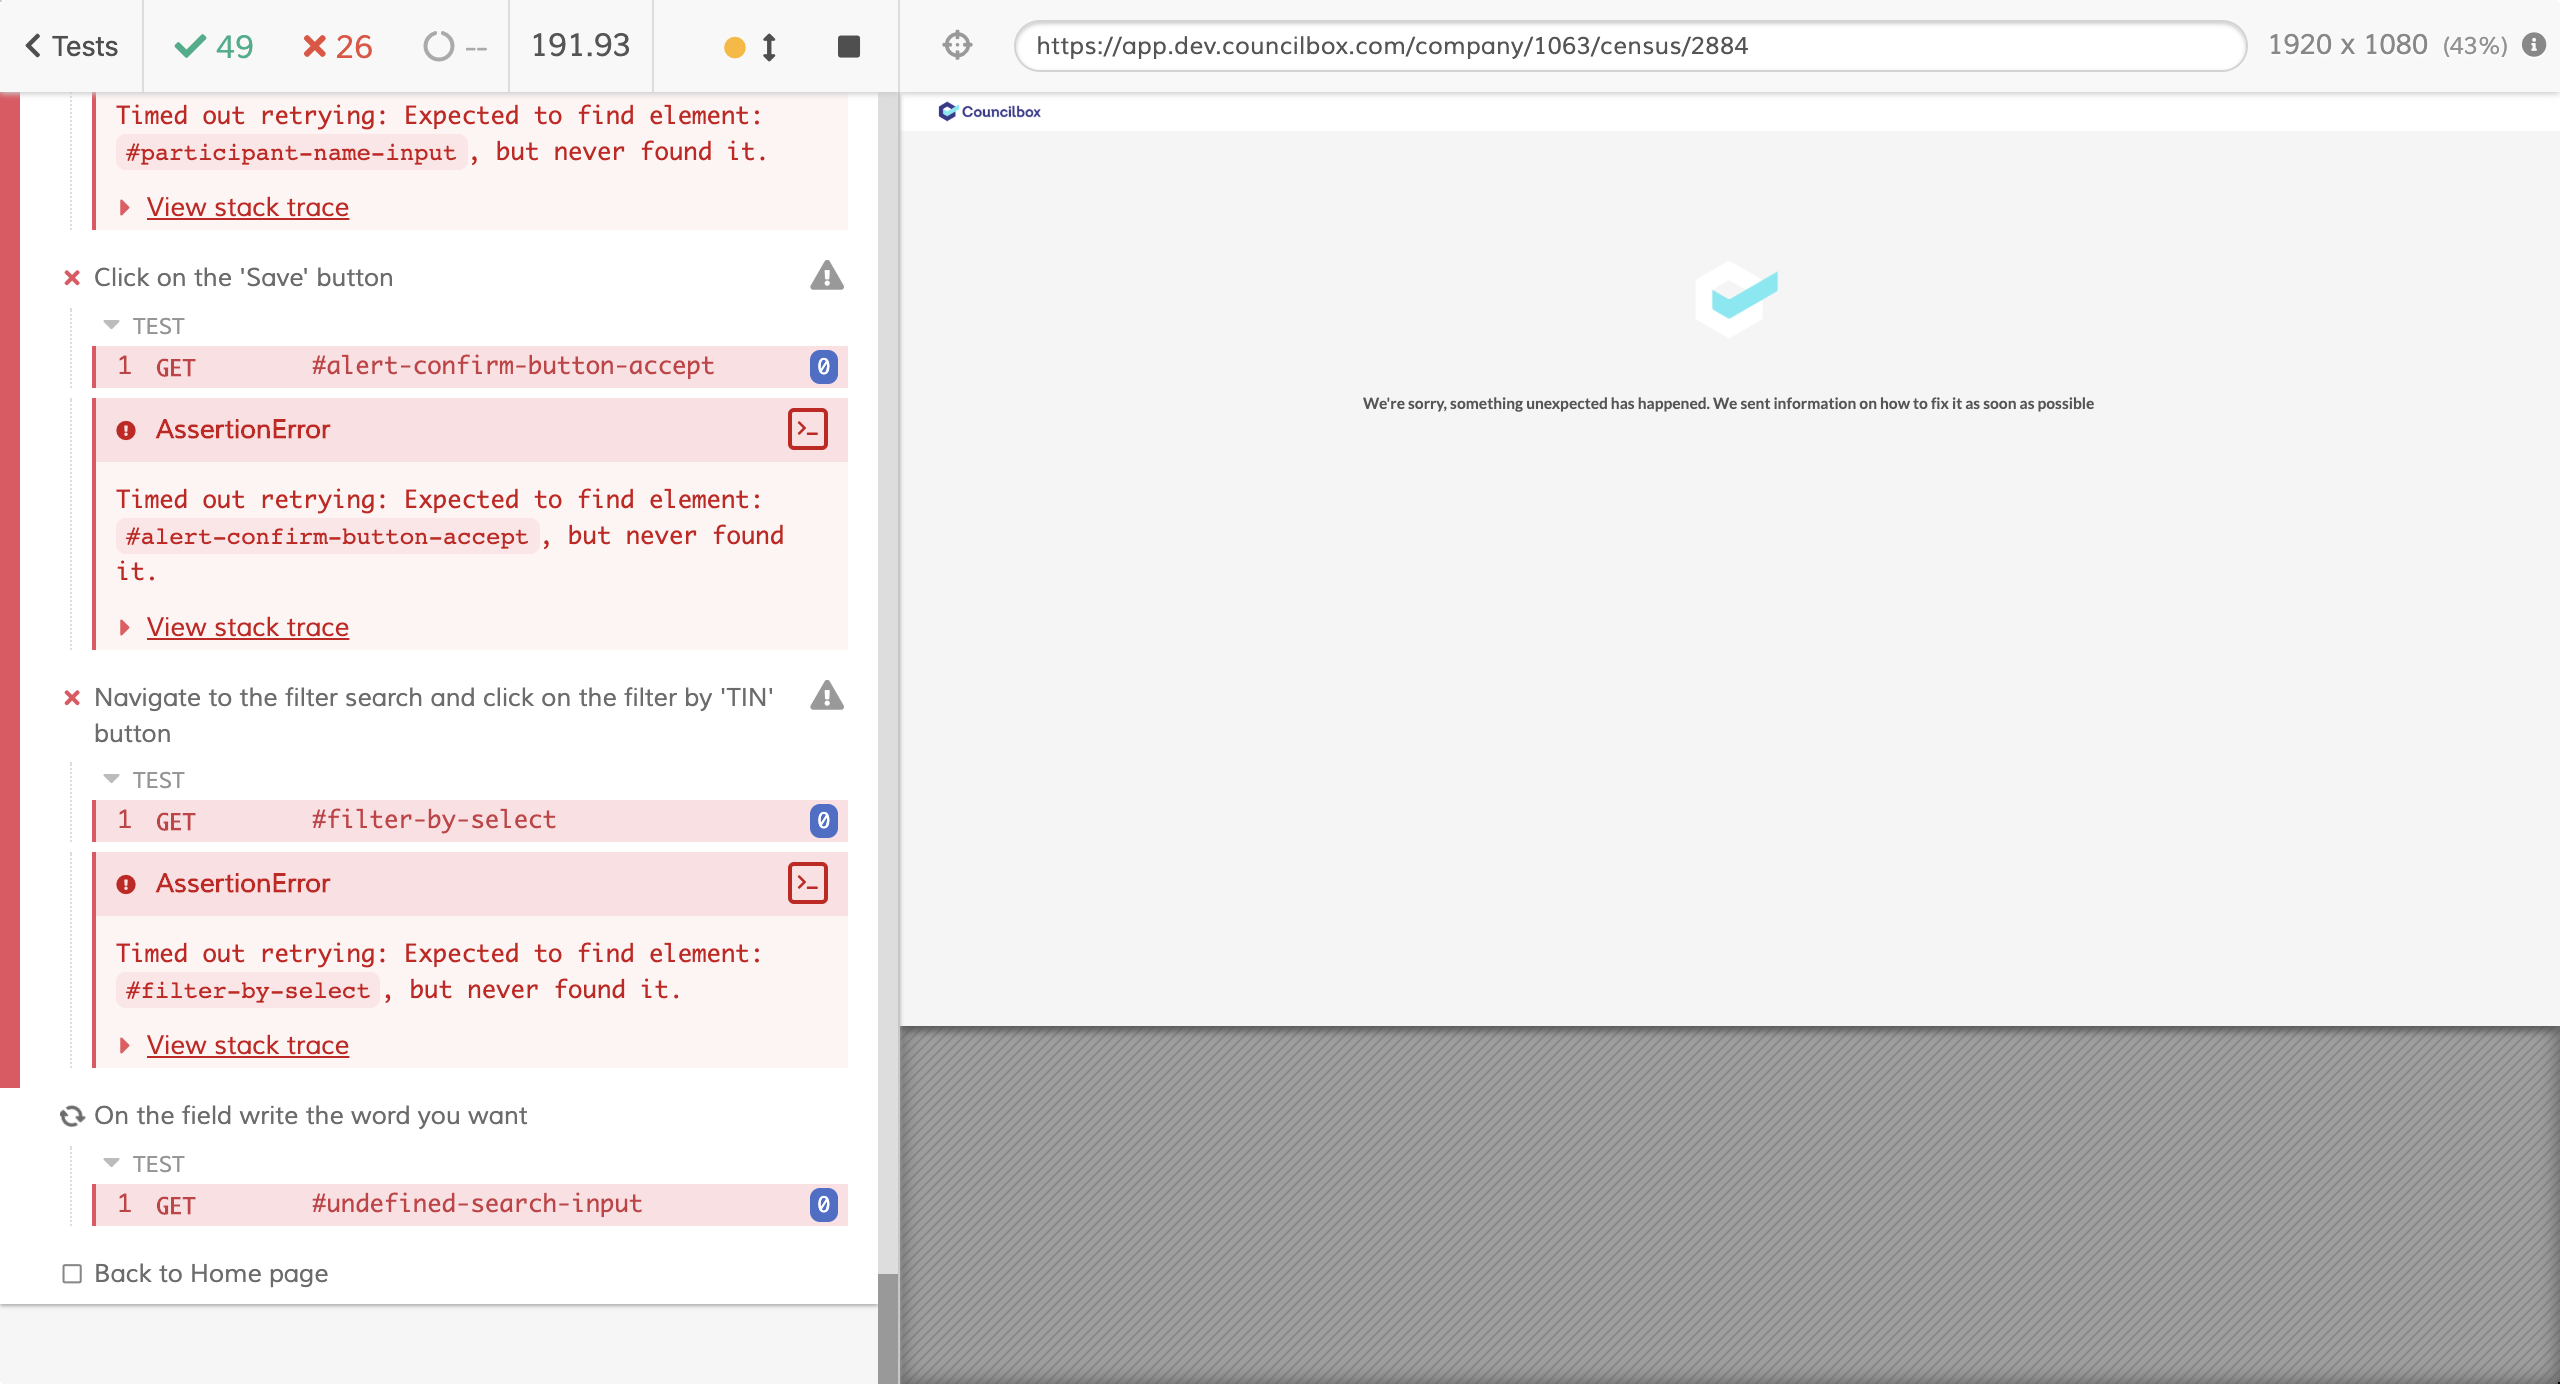 Tests
49
26
--
191.93
https://app.dev.councilbox.com/company/1063/census/2884
1920 x 1080 (43%)
Timed out retrying: Expected to find element:
#participant-name-input, but never found it.
View stack trace
Click on the 'Save' button
TEST
1 GET #alert-confirm-button-accept 0
AssertionError
>_
Timed out retrying: Expected to find element:
#alert-confirm-button-accept, but never found
it.
View stack trace
Navigate to the filter search and click on the filter by 'TIN'
button
TEST
1 GET #filter-by-select 0
AssertionError
>_
Timed out retrying: Expected to find element:
#filter-by-select, but never found it.
View stack trace
On the field write the word you want
TEST
1 GET #undefined-search-input 0
Back to Home page
Councilbox
We're sorry, something unexpected has happened. We sent information on how to fix it as soon as possible